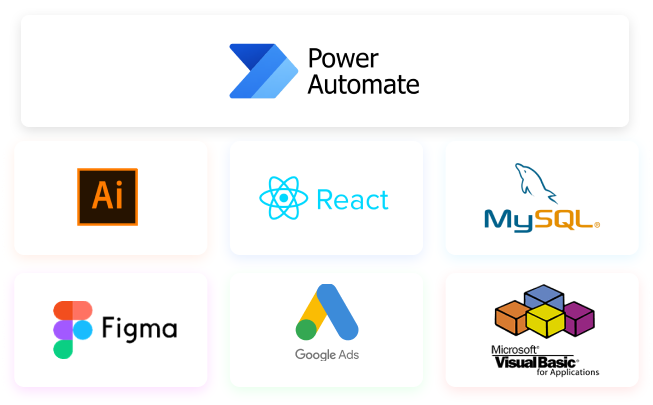 Power
Automate
Ai
React
MySQL®
Figma
Google Ads
Microsoft®
Visual Basic®
for Applications